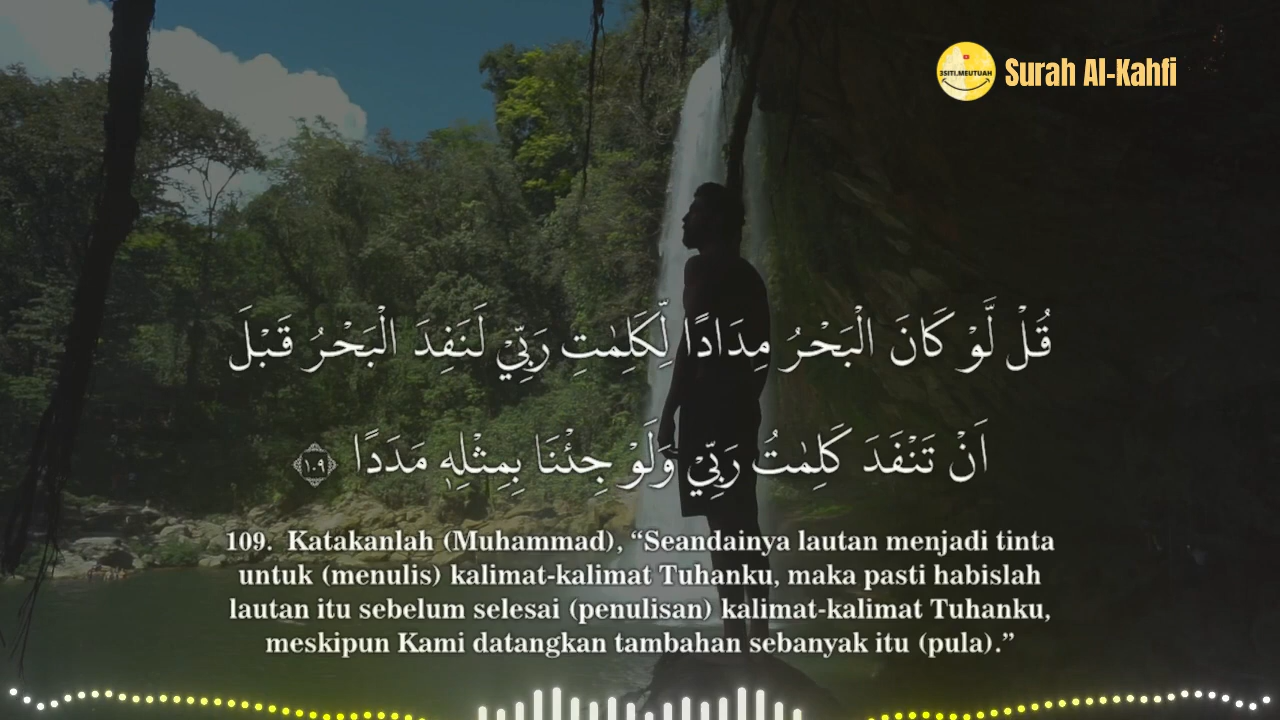 3SITI.MEUTUAH
Surah Al-Kahfi
قُلْ لَّوْ كَانَ الْبَحْرُ مِدَادًا لِّكَلِمٰتِ رَبِّيْ لَنَفِدَ الْبَحْرُ قَبْلَ
اَنْ تَنْفَدَ كَلِمٰتُ رَبِّيْ وَلَوْ جِئْنَا بِمِثْلِهٖ مَدَدًا ١٠٩
109. Katakanlah (Muhammad), “Seandainya lautan menjadi tinta
untuk (menulis) kalimat-kalimat Tuhanku, maka pasti habislah
lautan itu sebelum selesai (penulisan) kalimat-kalimat Tuhanku,
meskipun Kami datangkan tambahan sebanyak itu (pula).”